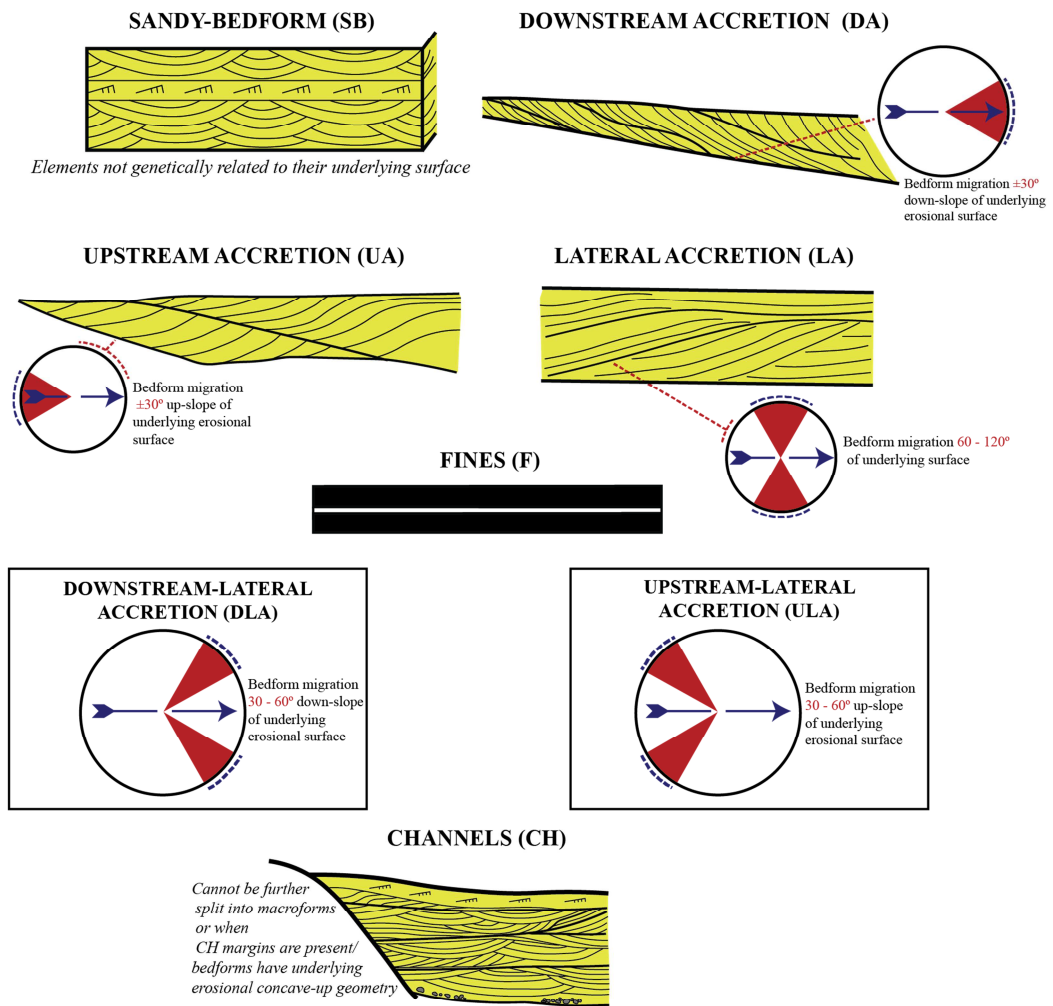 SANDY-BEDFORM (SB)
Elements not genetically related to their underlying surface
DOWNSTREAM ACCRETION (DA)
Bedform migration ±30º
down-slope of underlying
erosional surface
UPSTREAM ACCRETION (UA)
Bedform migration
±30º up-slope of
underlying erosional
surface
LATERAL ACCRETION (LA)
Bedform migration 60 - 120º
of underlying surface
FINES (F)
DOWNSTREAM-LATERAL
ACCRETION (DLA)
Bedform migration
30 - 60º down-slope
of underlying
erosional surface
UPSTREAM-LATERAL
ACCRETION (ULA)
Bedform migration
30 - 60º up-slope
of underlying
erosional surface
CHANNELS (CH)
Cannot be further
split into macroforms
or when
CH margins are present/
bedforms have underlying
erosional concave-up geometry